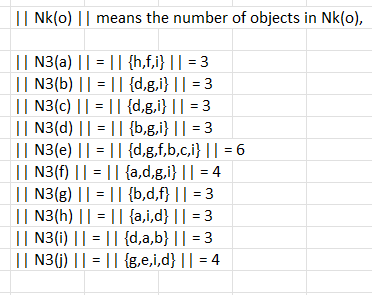 || Nk(o) || means the number of objects in Nk(o),
|| N3(a) || = || {h,f,i} || = 3
|| N3(b) || = || {d,g,i} || = 3
|| N3(c) || = || {d,g,i} || = 3
|| N3(d) || = || {b,g,i} || = 3
|| N3(e) || = || {d,g,f,b,c,i} || = 6
|| N3(f) || = || {a,d,g,i} || = 4
|| N3(g) || = || {b,d,f} || = 3
|| N3(h) || = || {a,i,d} || = 3
|| N3(i) || = || {d,a,b} || = 3
|| N3(j) || = || {g,e,i,d} || = 4